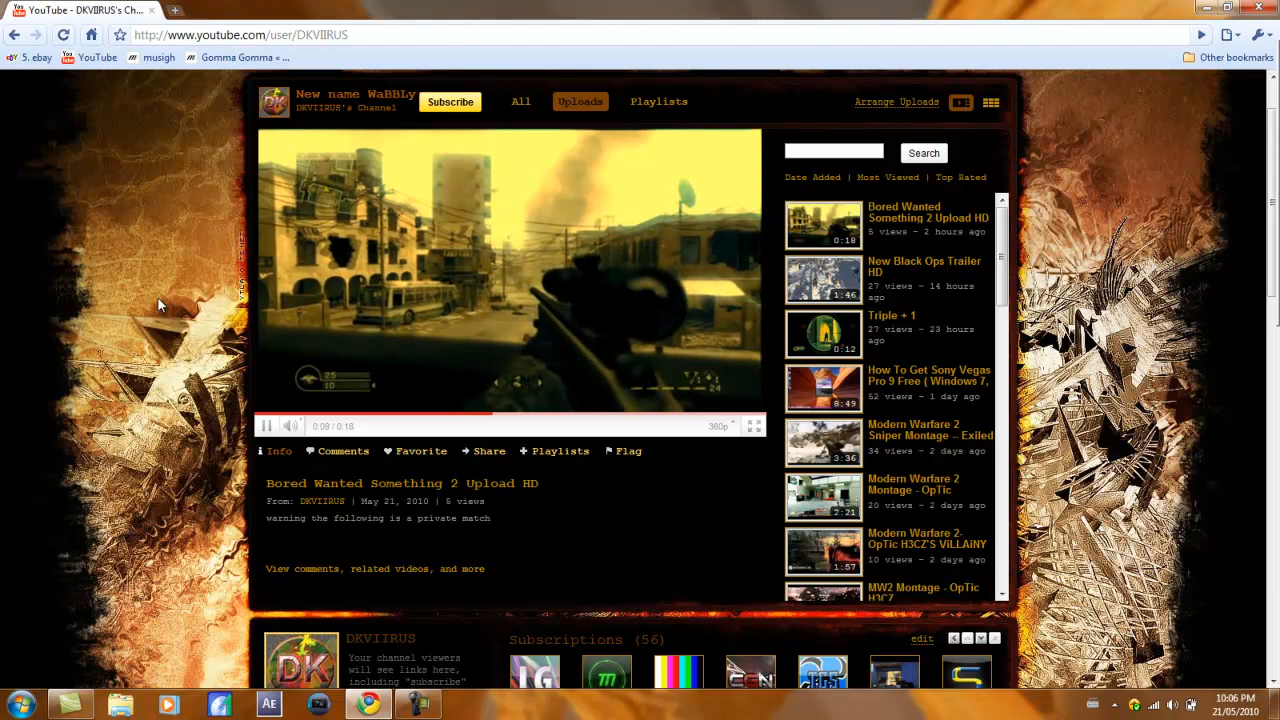 YouTube - DKVIIRUS's Ch...
http://www.youtube.com/user/DKVIIRUS
5. ebay
YouTube
musigh
Gomma Gomma « ...
Other bookmarks
New name WaBBLy
DKVIIRUS's Channel
Subscribe
All
Uploads
Playlists
Arrange Uploads
Search
Date Added | Most Viewed | Top Rated
Bored Wanted
Something 2 Upload HD
5 views - 2 hours ago
0:18
New Black Ops Trailer
HD
27 views - 14 hours
ago
1:46
Triple + 1
27 views - 23 hours
ago
0:12
How To Get Sony Vegas
Pro 9 Free ( Windows 7,
52 views - 1 day ago
8:49
Modern Warfare 2
Sniper Montage -- Exiled
34 views - 2 days ago
3:36
Modern Warfare 2
Montage - OpTic
20 views - 2 days ago
2:21
Modern Warfare 2-
OpTic H3CZ'S ViLLAiNY
10 views - 2 days ago
1:57
MW2 Montage - OpTic
H3CZ
25
10
24
0:09 / 0:18
360p
Info
Comments
Favorite
Share
Playlists
Flag
Bored Wanted Something 2 Upload HD
From: DKVIIRUS | May 21, 2010 | 5 views
warning the following is a private match
View comments, related videos, and more
DK
DKVIIRUS
Your channel viewers
will see links here,
including "subscribe"
Subscriptions (56)
edit
Ae
10:06 PM
21/05/2010